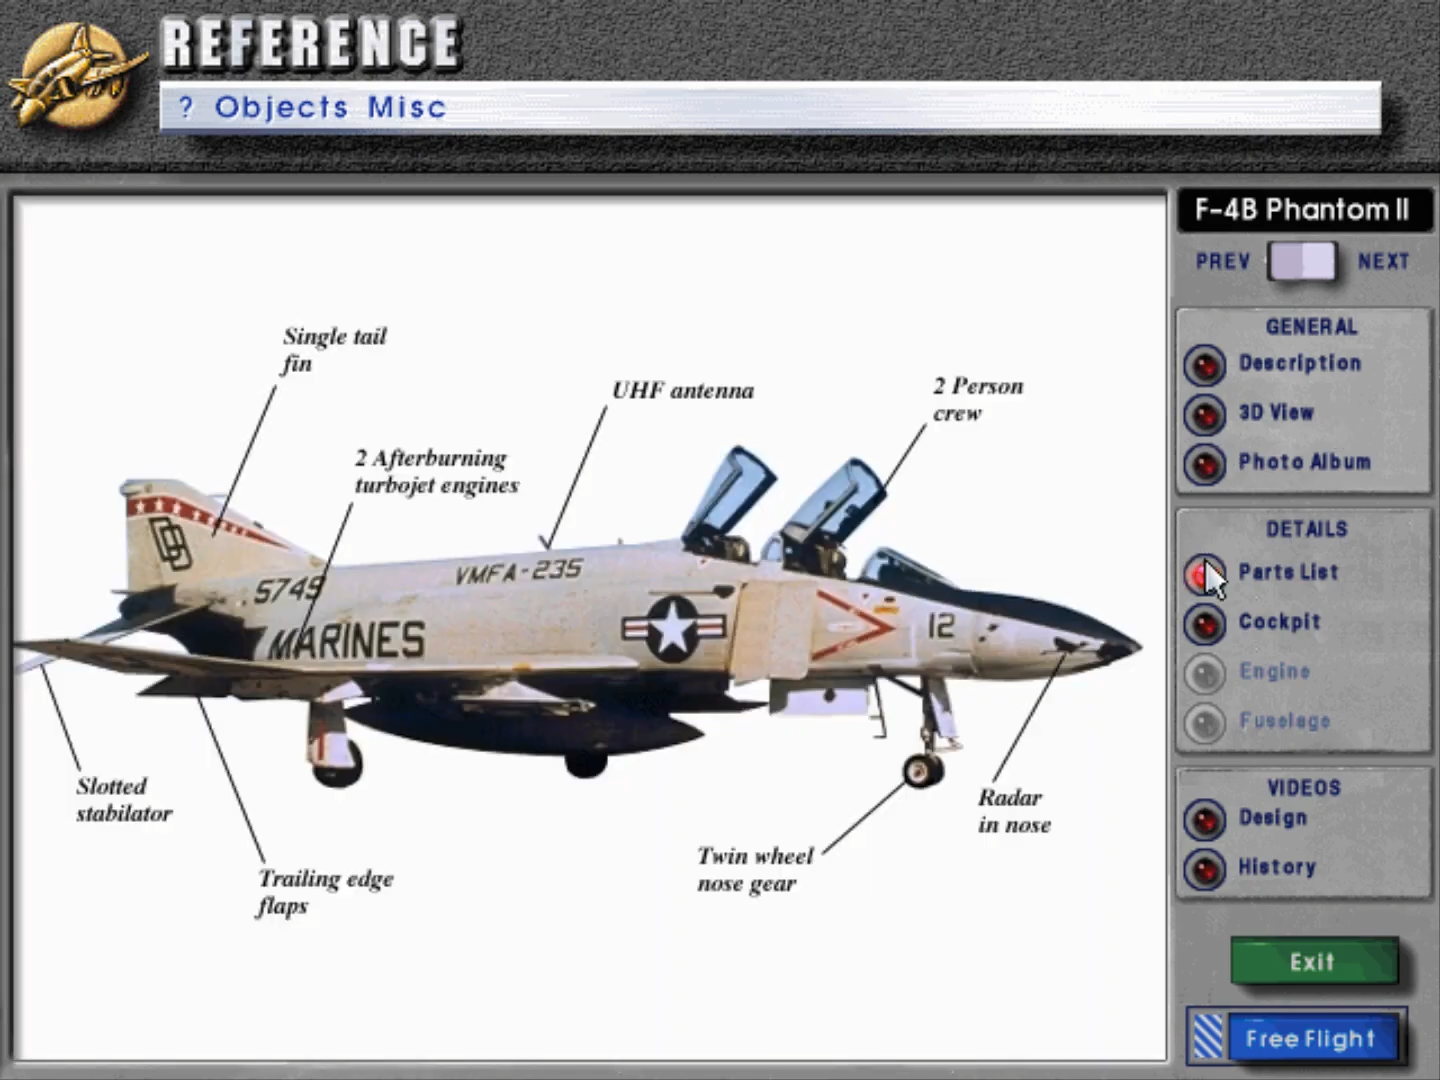 REFERENCE
? Objects Misc
F-4B Phantom II
PREV NEXT
GENERAL
Description
3D View
Photo Album
DETAILS
Parts List
Cockpit
Engine
Fuselage
VIDEOS
Design
History
Exit
Free Flight
Single tail
fin
UHF antenna
2 Person
crew
2 Afterburning
turbojet engines
DD
5749
VMFA-235
MARINES
12
Slotted
stabilator
Trailing edge
flaps
Twin wheel
nose gear
Radar
in nose